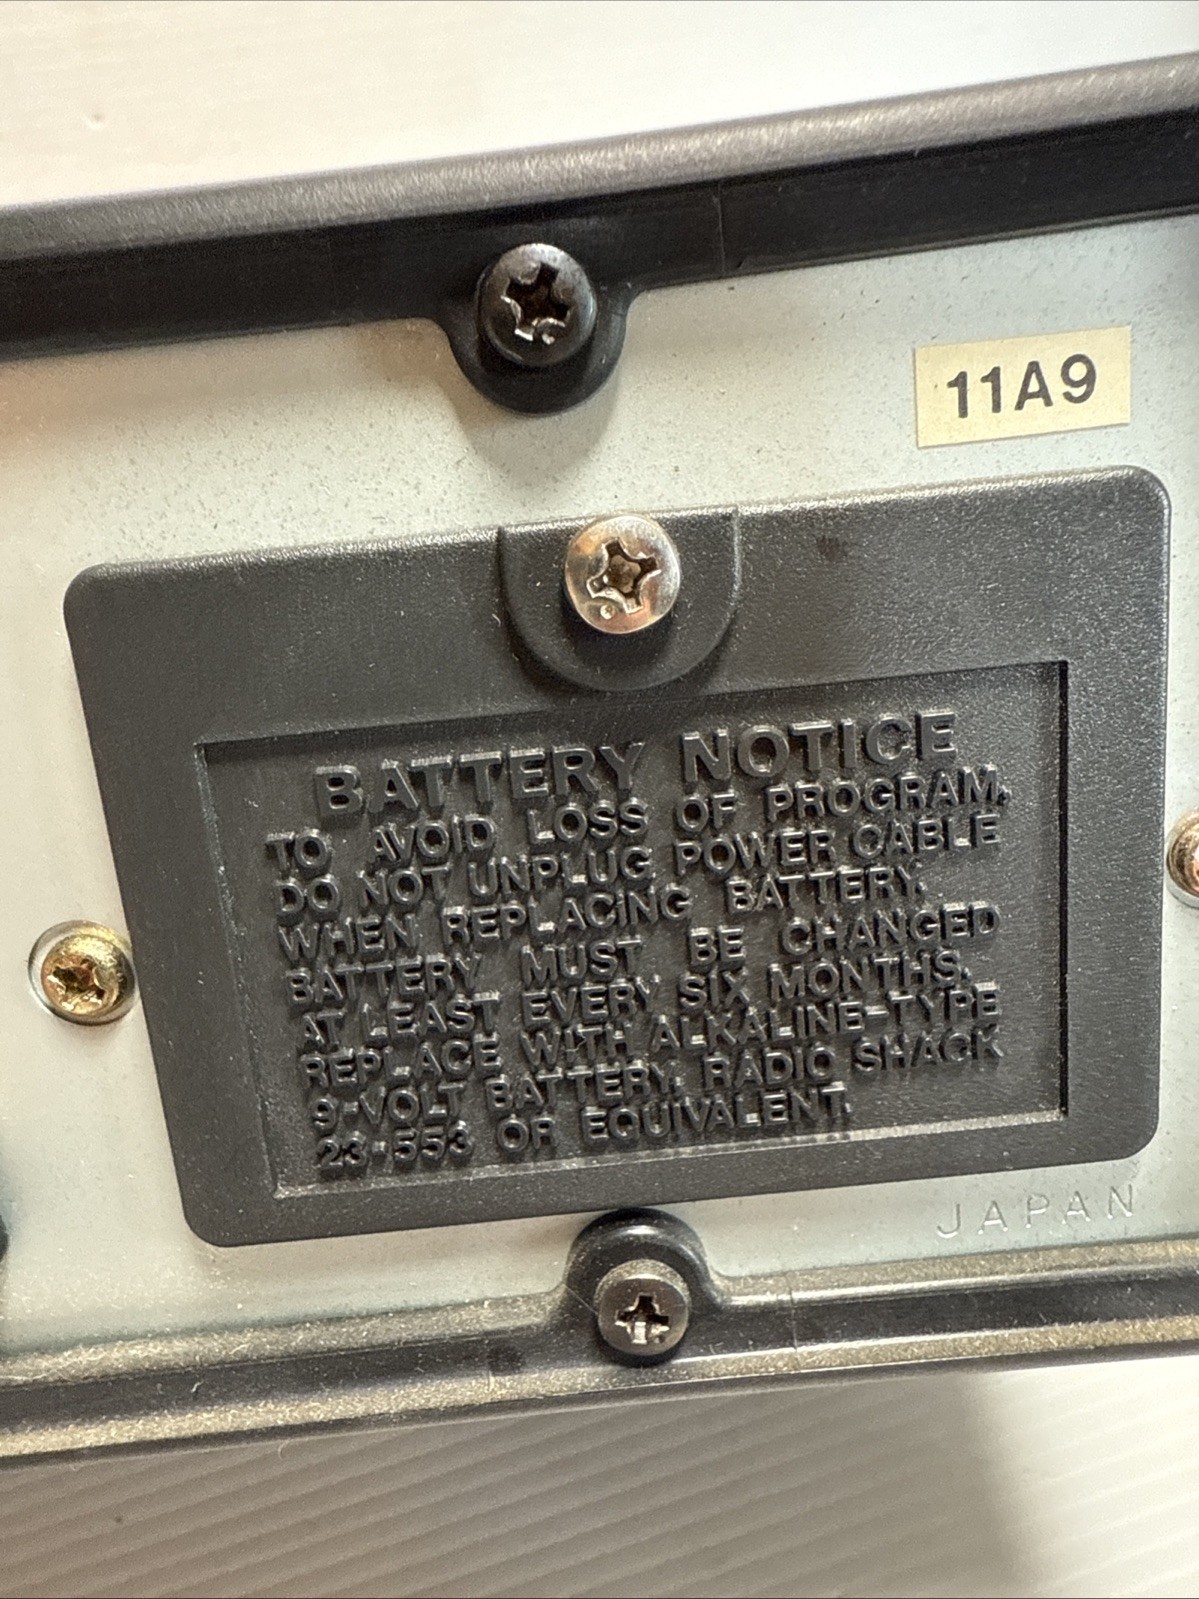 11A9
BATTERY NOTICE
TO AVOID LOSS OF PROGRAM,
DO NOT UNPLUG POWER CABLE
WHEN REPLACING BATTERY.
BATTERY MUST BE CHANGED
AT LEAST EVERY SIX MONTHS.
REPLACE WITH ALKALINE-TYPE
9-VOLT BATTERY, RADIO SHACK
23-553 OR EQUIVALENT.
JAPAN